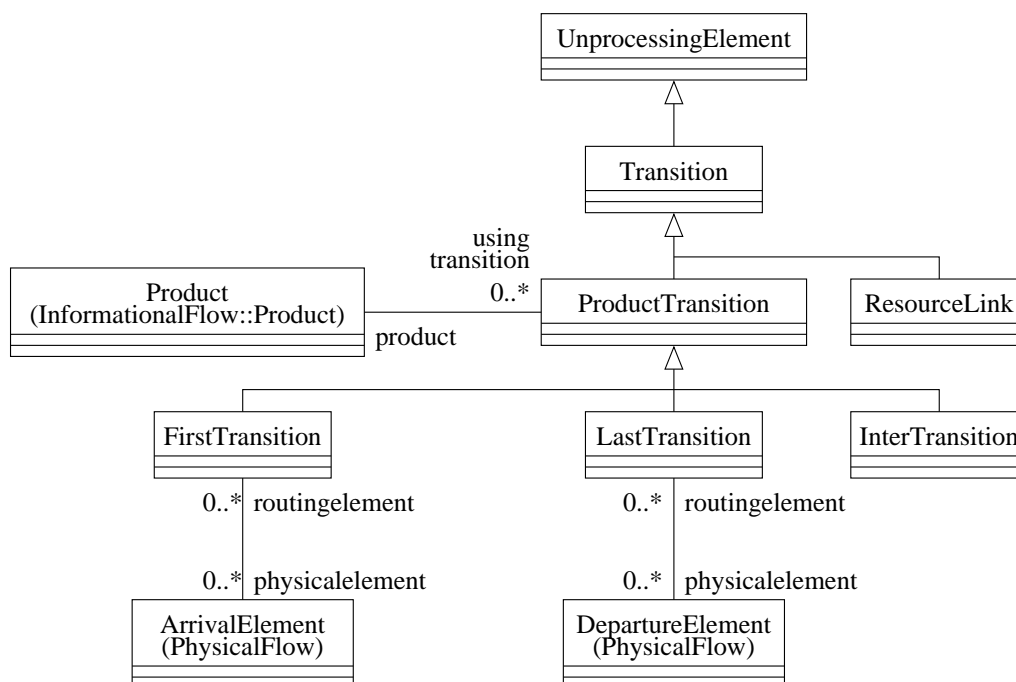 UnprocessingElement
Transition
using
transition
0..*
Product
(InformationalFlow::Product)
product
ProductTransition
ResourceLink
FirstTransition
LastTransition
InterTransition
0..* routingelement
0..* routingelement
0..* physicalelement
0..* physicalelement
ArrivalElement
(PhysicalFlow)
DepartureElement
(PhysicalFlow)